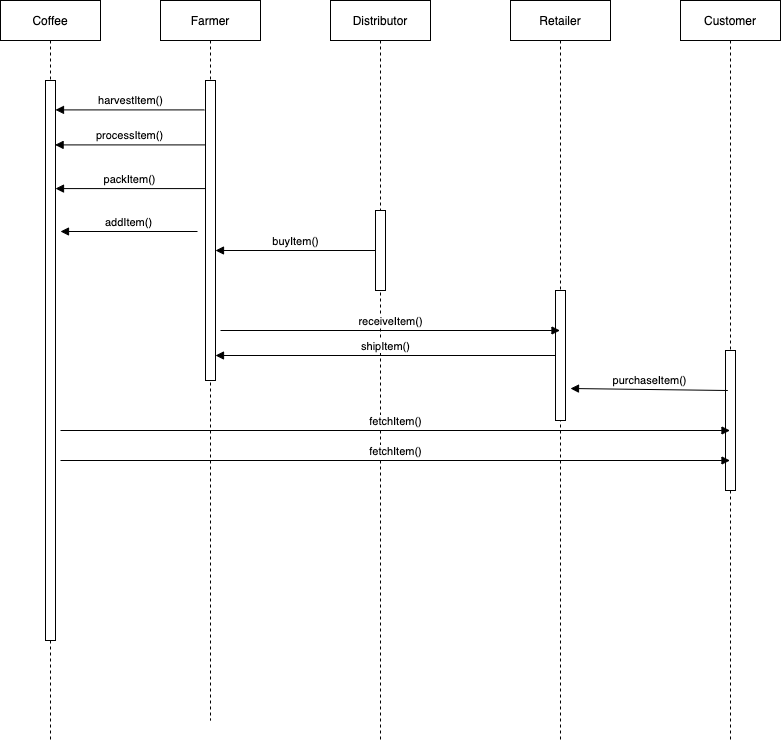 Coffee
Farmer
Distributor
Retailer
Customer
harvestItem()
processItem()
packItem()
addItem()
buyItem()
receiveItem()
shipItem()
purchaseItem()
fetchItem()
fetchItem()